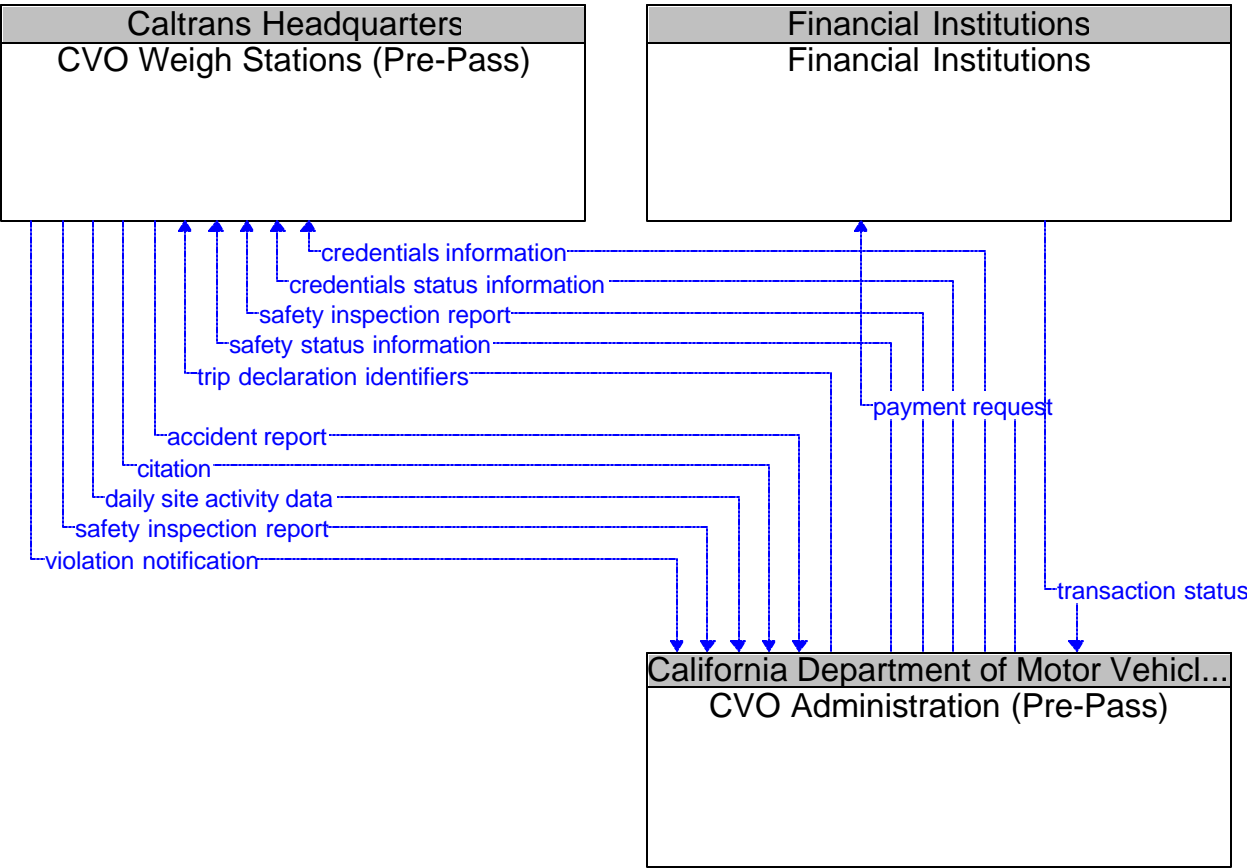 Caltrans Headquarters
CVO Weigh Stations (Pre-Pass)
Financial Institutions
Financial Institutions
credentials information
credentials status information
safety inspection report
safety status information
trip declaration identifiers
payment request
accident report
citation
daily site activity data
safety inspection report
violation notification
transaction status
California Department of Motor Vehicl...
CVO Administration (Pre-Pass)